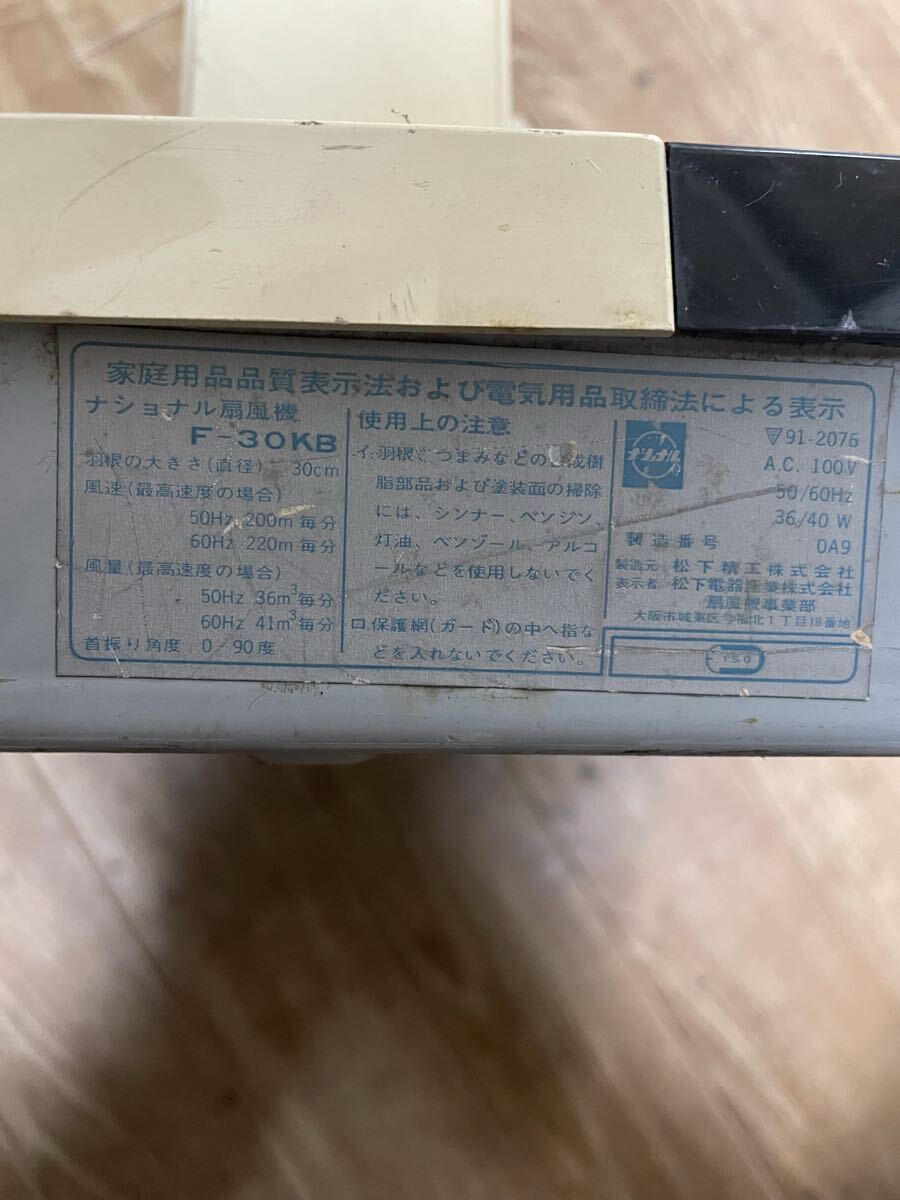 家庭用品品質表示法および電気用品取締法による表示
ナショナル扇風機
F-30KB
羽根の大きさ(直径) 30cm
風速(最高速度の場合)
50Hz 200m毎分
60Hz 220m毎分
風量(最高速度の場合)
50Hz 36m³毎分
60Hz 41m³毎分
首振り角度 0/90度
使用上の注意
イ.羽根、つまみなどの成樹
脂部品および塗装面の掃除
には、シンナー、ベンジン、
灯油、ベンゾール、アルコ
ールなどを使用しないでく
ださい。
ロ.保護網(ガード)の中へ指な
どを入れないでください。
ナショナル
▽91-2076
A.C. 100V
50/60Hz
36/40 W
製造番号 0A9
製造元 松下精工株式会社
表示者 松下電器産業株式会社
扇風機事業部
大阪市城東区今福北1丁目18番地